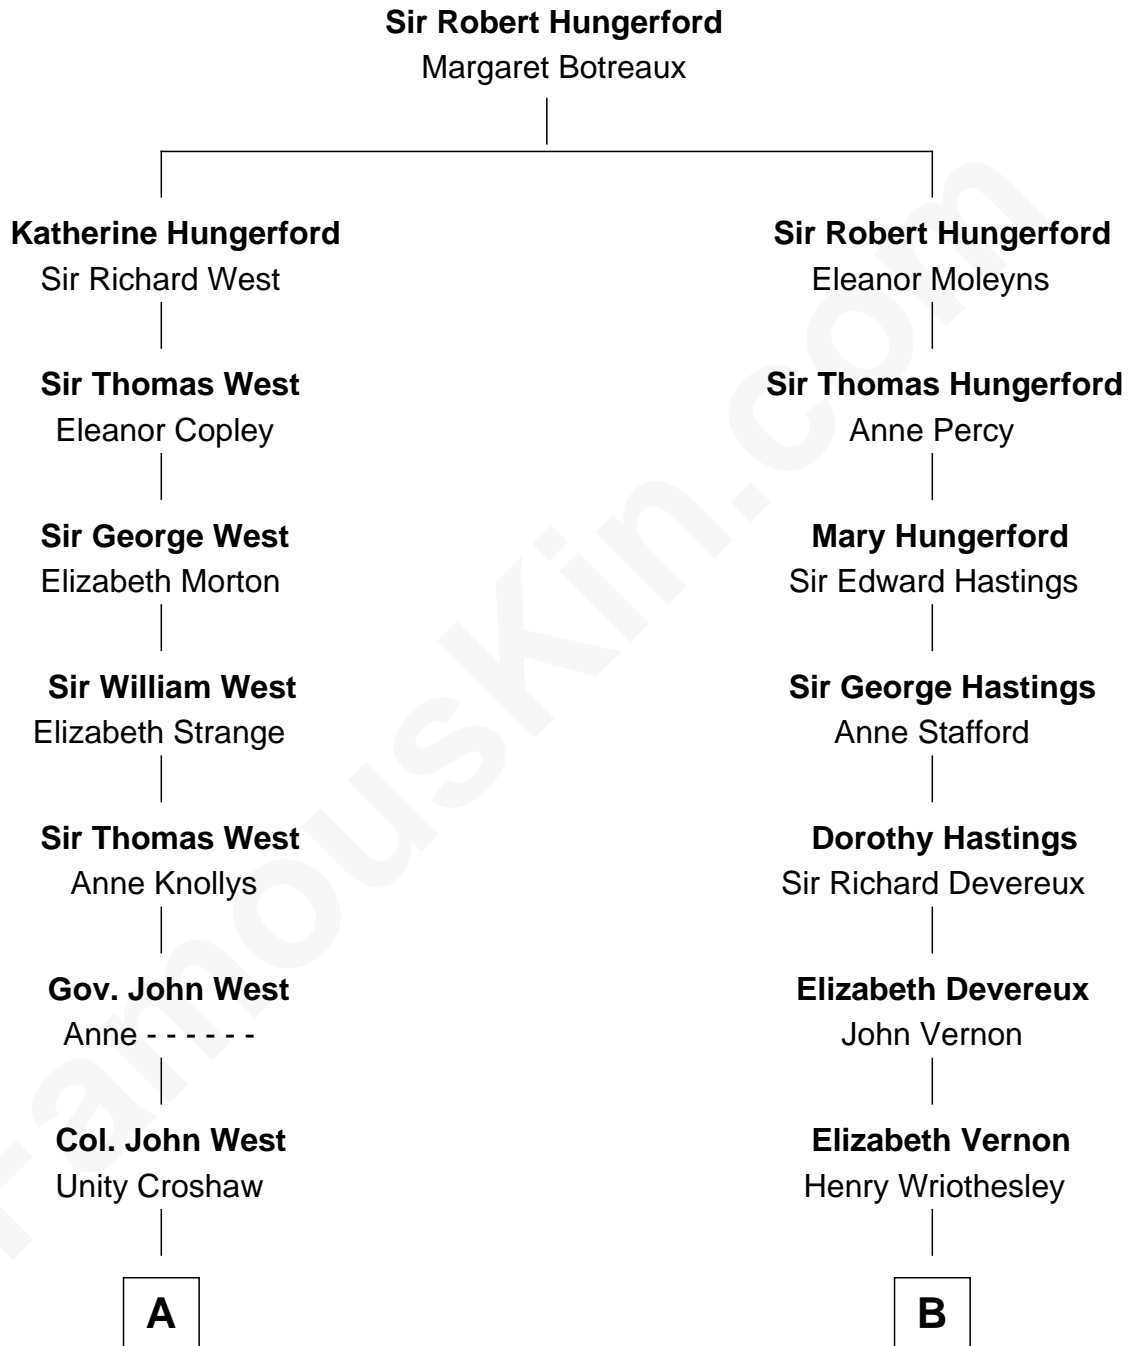 Sir Robert Hungerford
Margaret Botreaux
Katherine Hungerford
Sir Richard West
Sir Robert Hungerford
Eleanor Moleyns
Sir Thomas West
Eleanor Copley
Sir Thomas Hungerford
Anne Percy
Sir George West
Elizabeth Morton
Mary Hungerford
Sir Edward Hastings
Sir William West
Elizabeth Strange
Sir George Hastings
Anne Stafford
Sir Thomas West
Anne Knollys
Dorothy Hastings
Sir Richard Devereux
Gov. John West
Anne - - - - - -
Elizabeth Devereux
John Vernon
Col. John West
Unity Croshaw
Elizabeth Vernon
Henry Wriothesley
A
B
FamousKin.com